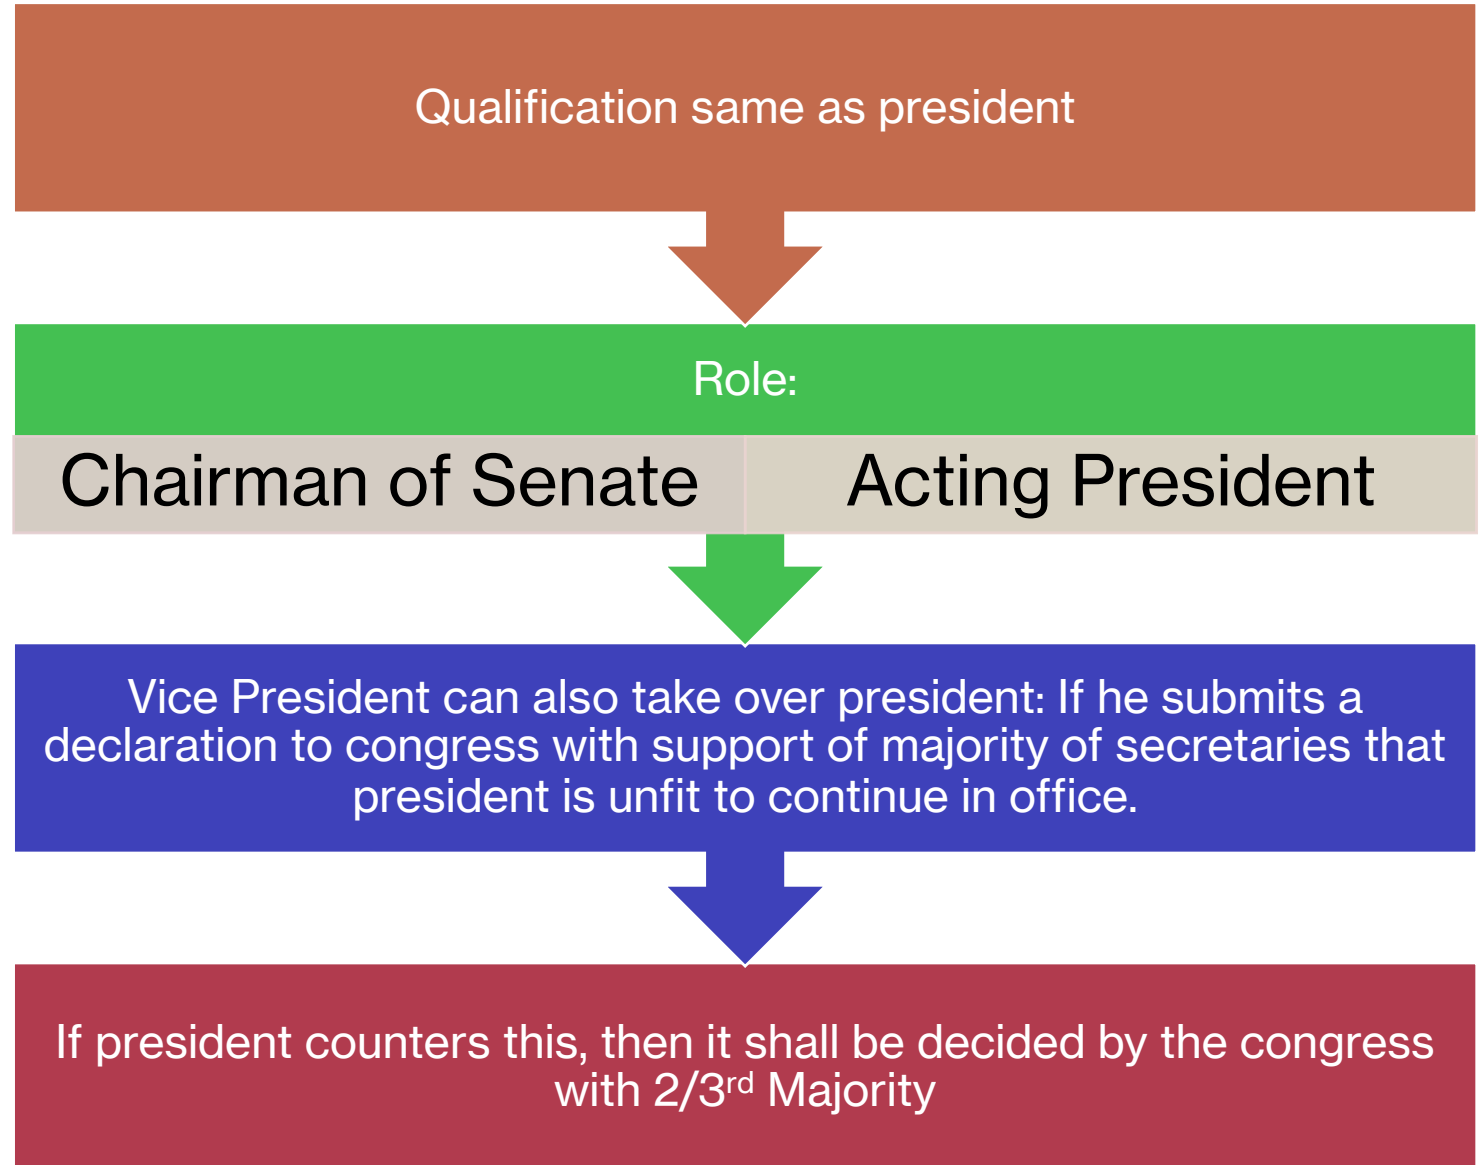 Qualification same as president
Role:
Chairman of Senate
Acting President
Vice President can also take over president: If he submits a
declaration to congress with support of majority of secretaries that
president is unfit to continue in office.
If president counters this, then it shall be decided by the congress
with 2/3rd Majority